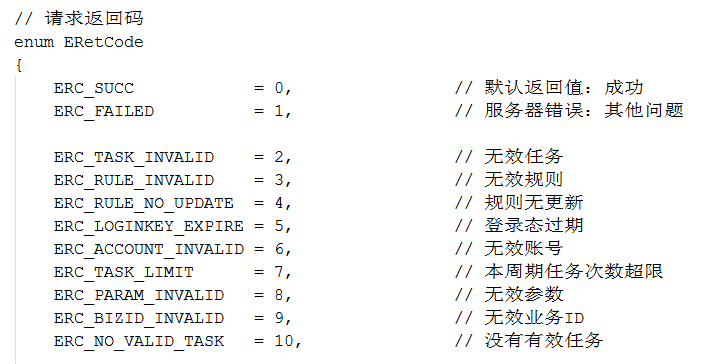 // 请求返回码
enum ERetCode
{
    ERC_SUCC            = 0,                // 默认返回值：成功
    ERC_FAILED          = 1,                // 服务器错误：其他问题

    ERC_TASK_INVALID    = 2,                // 无效任务
    ERC_RULE_INVALID    = 3,                // 无效规则
    ERC_RULE_NO_UPDATE  = 4,                // 规则无更新
    ERC_LOGINKEY_EXPIRE = 5,                // 登录态过期
    ERC_ACCOUNT_INVALID = 6,                // 无效账号
    ERC_TASK_LIMIT      = 7,                // 本周期任务次数超限
    ERC_PARAM_INVALID   = 8,                // 无效参数
    ERC_BIZID_INVALID   = 9,                // 无效业务ID
    ERC_NO_VALID_TASK   = 10,               // 没有有效任务